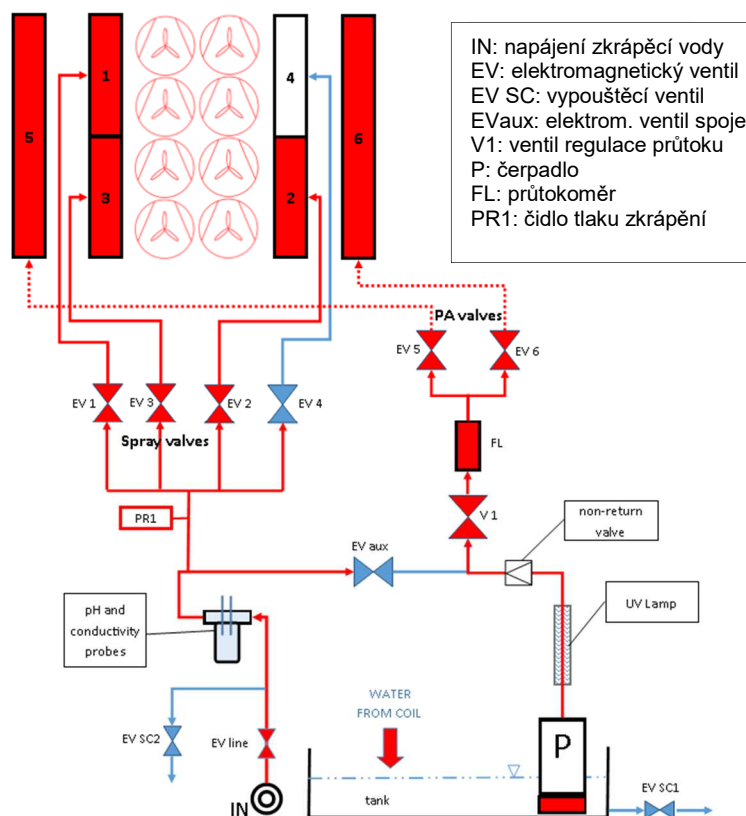 IN: napájení zkrápěcí vody
EV: elektromagnetický ventil
EV SC: vypouštěcí ventil
EVaux: elektrom. ventil spoje
V1: ventil regulace průtoku
P: čerpadlo
FL: průtokoměr
PR1: čidlo tlaku zkrápění
1
4
5
6
3
2
PA valves
EV 5
EV 6
EV 1
EV 3
EV 2
EV 4
Spray valves
FL
PR1
V 1
non-return
valve
EV aux
pH and
conductivity
probes
UV Lamp
WATER
FROM COIL
EV SC2
EV line
P
IN
tank
EV SC1